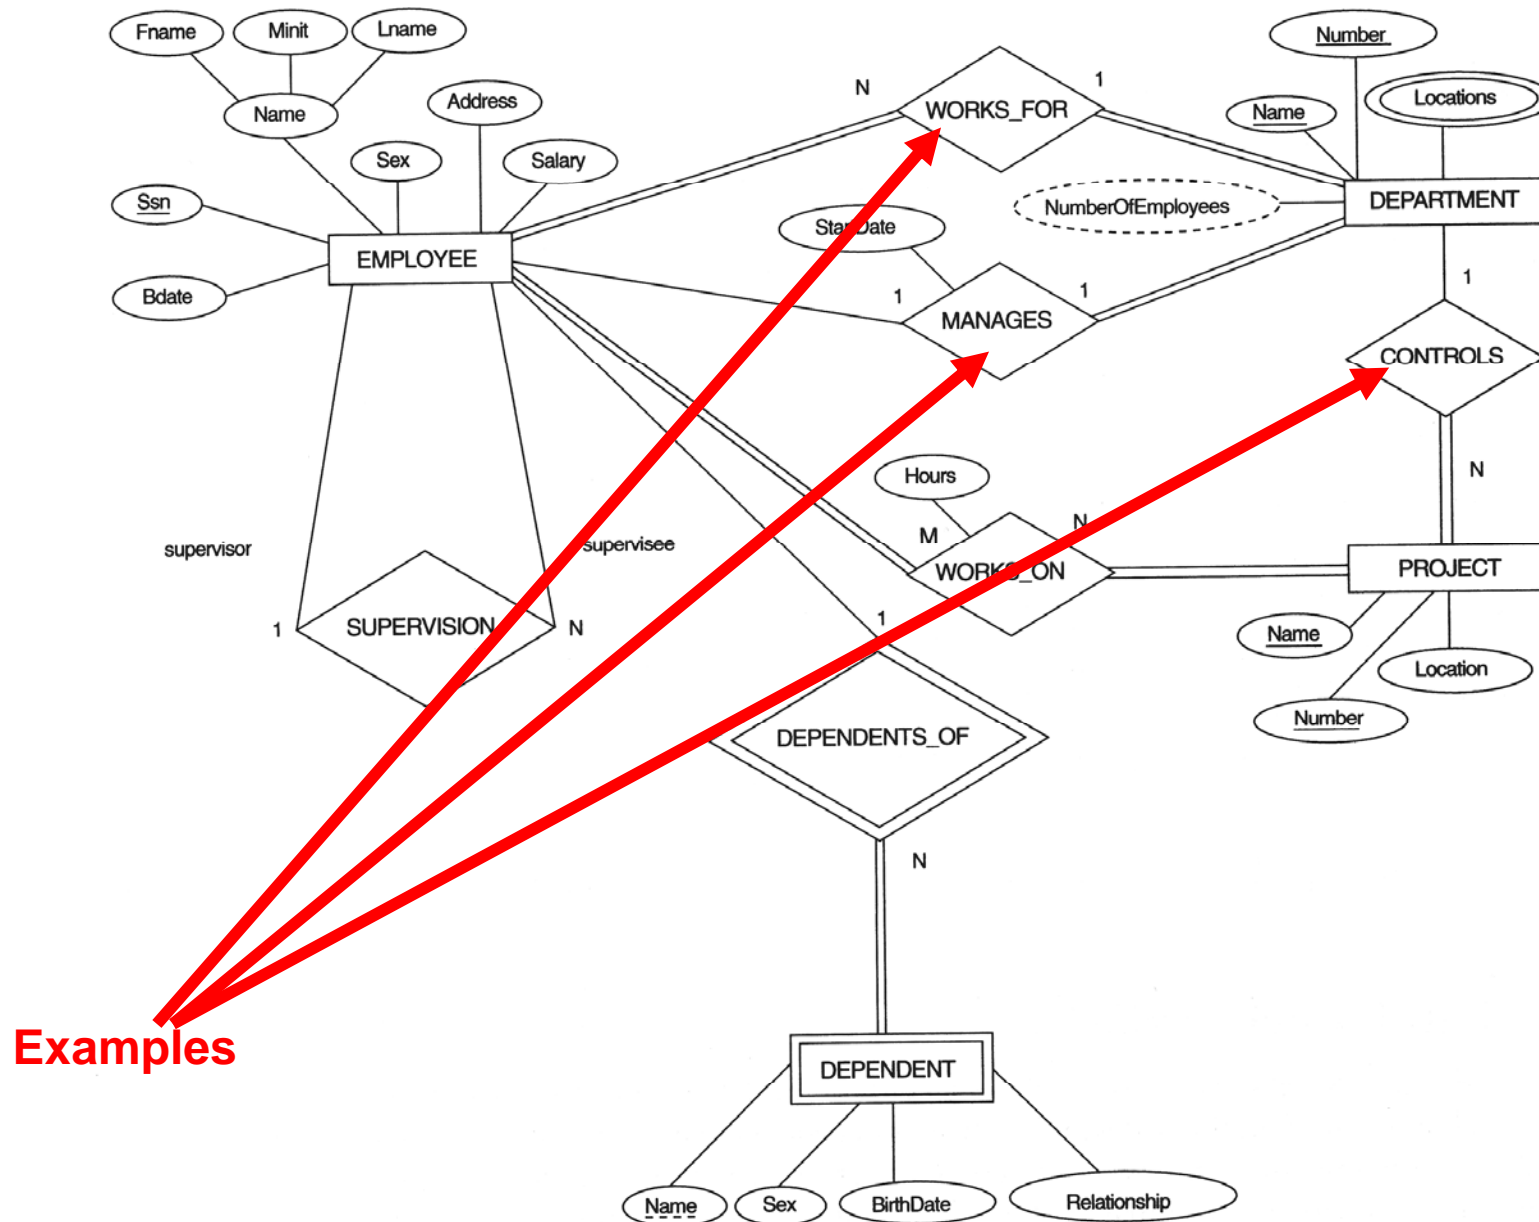 Fname
Minit
Lname
Number
Name
Address
N
1
WORKS_FOR
Name
Locations
Sex
Salary
Ssn
NumberOfEmployees
DEPARTMENT
StartDate
EMPLOYEE
Bdate
1
1
1
MANAGES
CONTROLS
Hours
N
M
N
supervisor
supervisee
WORKS_ON
PROJECT
1
SUPERVISION
N
1
Name
Location
Number
DEPENDENTS_OF
N
Examples
DEPENDENT
Name
Sex
BirthDate
Relationship